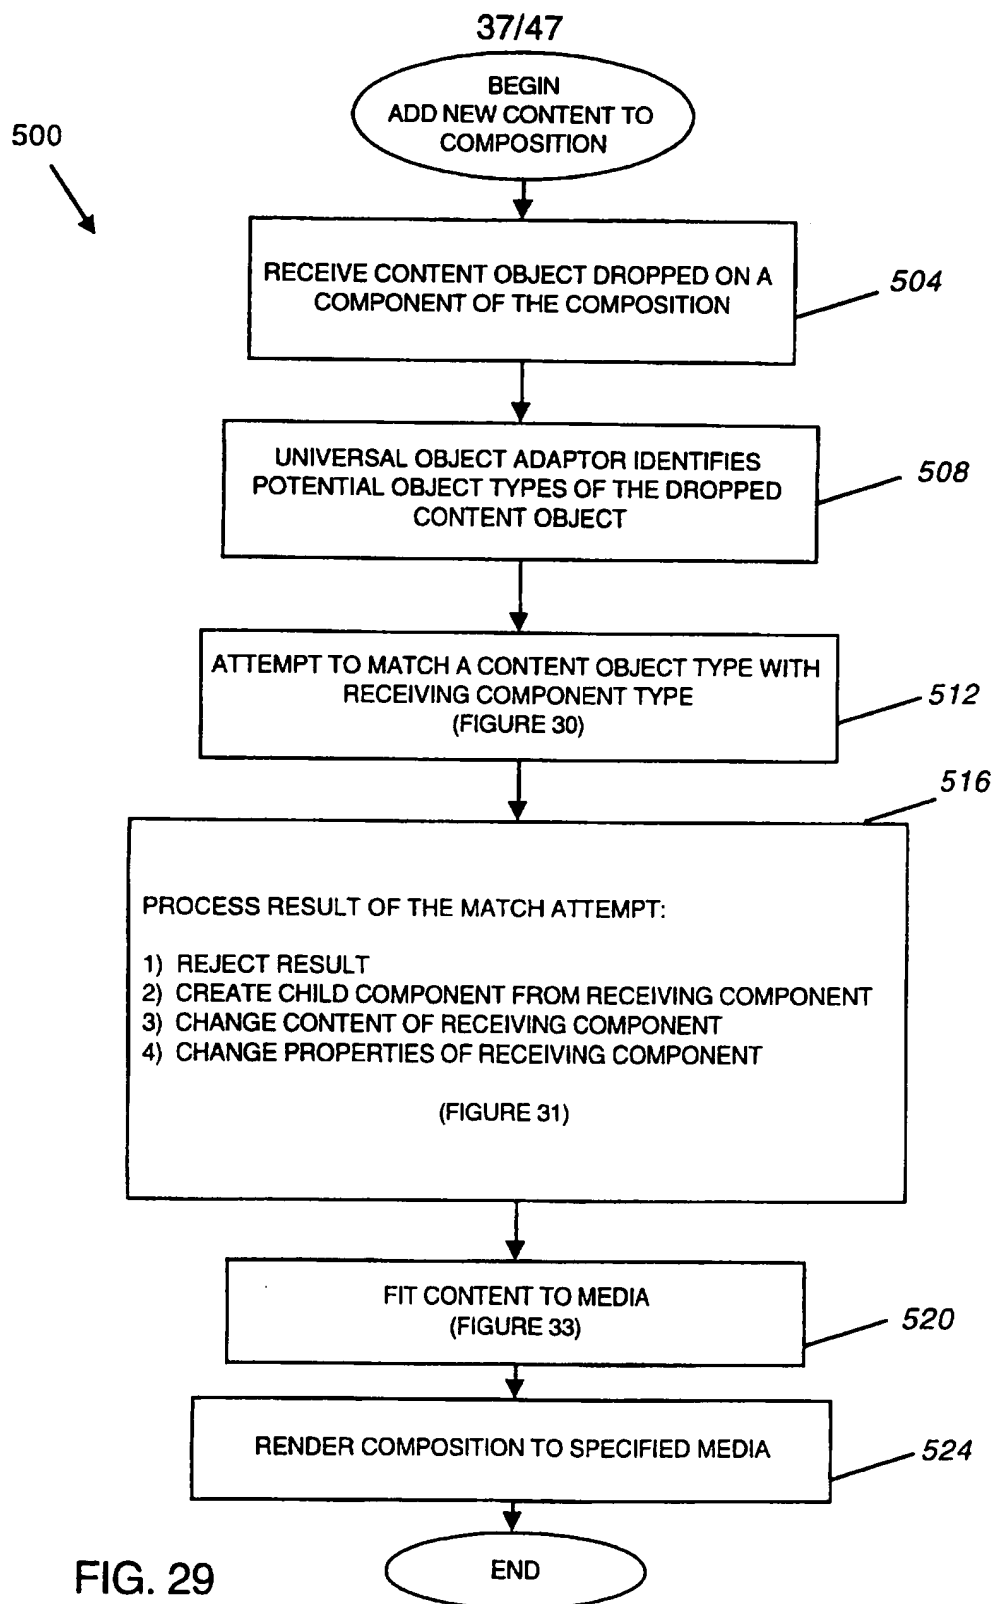 37/47
BEGIN
ADD NEW CONTENT TO
COMPOSITION
500
RECEIVE CONTENT OBJECT DROPPED ON A
COMPONENT OF THE COMPOSITION
504
UNIVERSAL OBJECT ADAPTOR IDENTIFIES
POTENTIAL OBJECT TYPES OF THE DROPPED
CONTENT OBJECT
508
ATTEMPT TO MATCH A CONTENT OBJECT TYPE WITH
RECEIVING COMPONENT TYPE
(FIGURE 30)
512
516
PROCESS RESULT OF THE MATCH ATTEMPT:
1) REJECT RESULT
2) CREATE CHILD COMPONENT FROM RECEIVING COMPONENT
3) CHANGE CONTENT OF RECEIVING COMPONENT
4) CHANGE PROPERTIES OF RECEIVING COMPONENT
(FIGURE 31)
FIT CONTENT TO MEDIA
(FIGURE 33)
520
RENDER COMPOSITION TO SPECIFIED MEDIA
524
END
FIG. 29